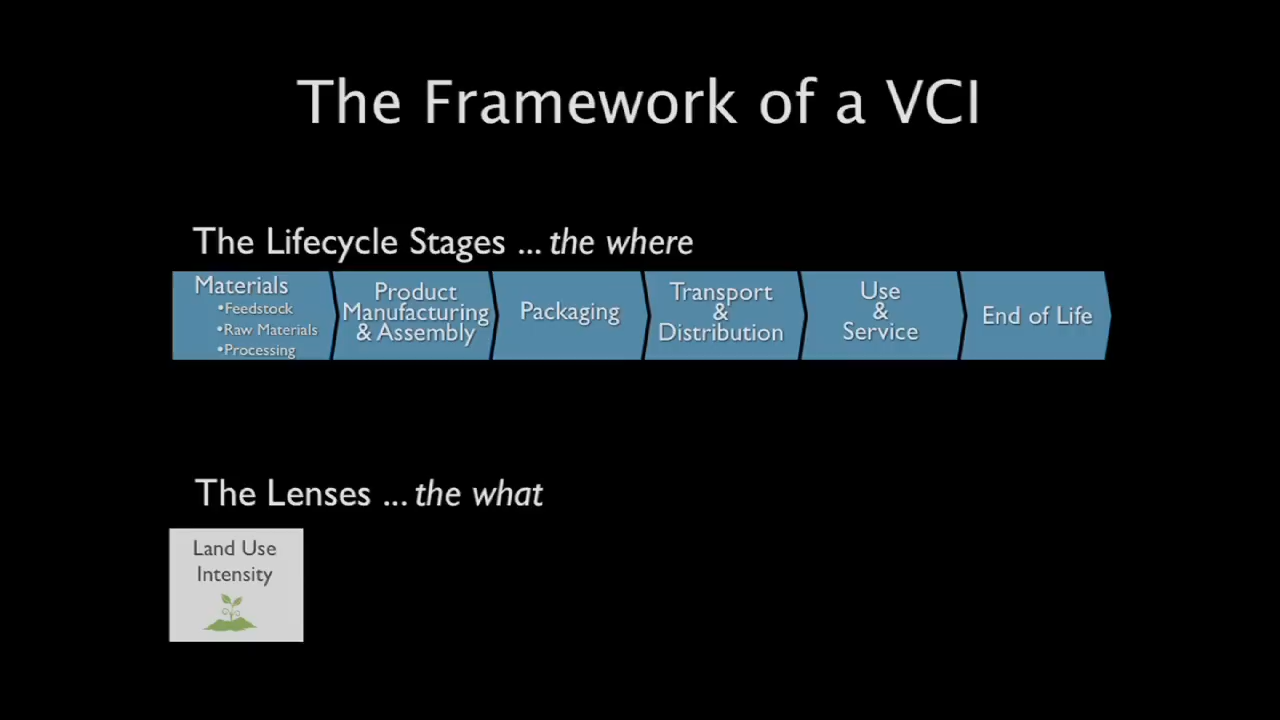 The Framework of a VCI
The Lifecycle Stages ... the where
Materials
•Feedstock
•Raw Materials
•Processing
Product
Manufacturing
& Assembly
Packaging
Transport
&
Distribution
Use
&
Service
End of Life
The Lenses ... the what
Land Use
Intensity